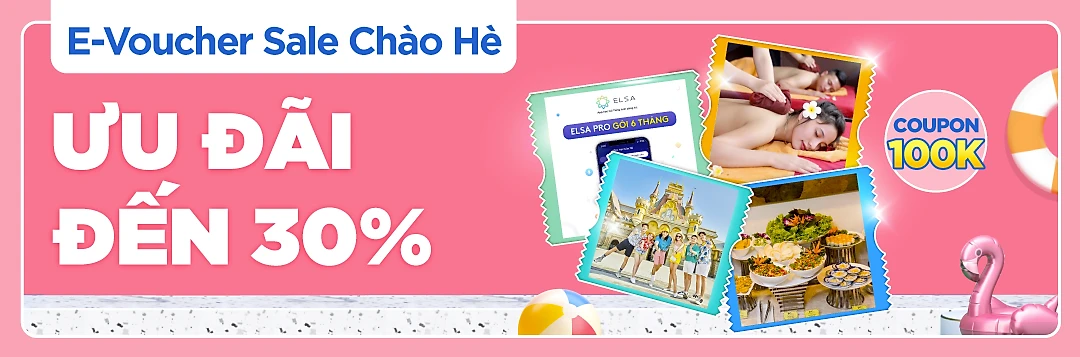 E-Voucher Sale Chào Hè
ƯU ĐÃI
ĐẾN 30%
ELSA
ELSA PRO GÓI 6 THÁNG
COUPON
100K